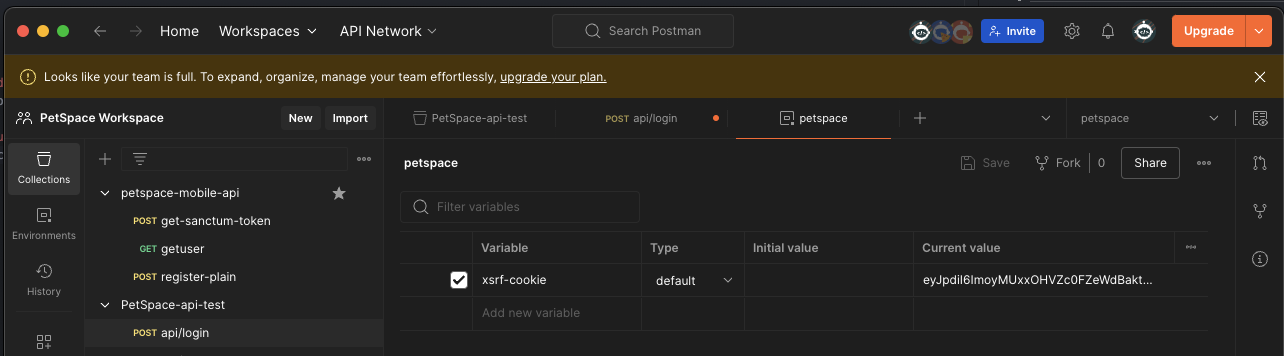 Home Workspaces API Network Search Postman Invite Upgrade
Looks like your team is full. To expand, organize, manage your team effortlessly, upgrade your plan.
PetSpace Workspace New Import PetSpace-api-test POST api/login petspace petspace
Collections
Environments
History
petspace-mobile-api
POST get-sanctum-token
GET getuser
POST register-plain
PetSpace-api-test
POST api/login
petspace Save Fork 0 Share
Filter variables
Variable Type Initial value Current value
xsrf-cookie default
Add new variable